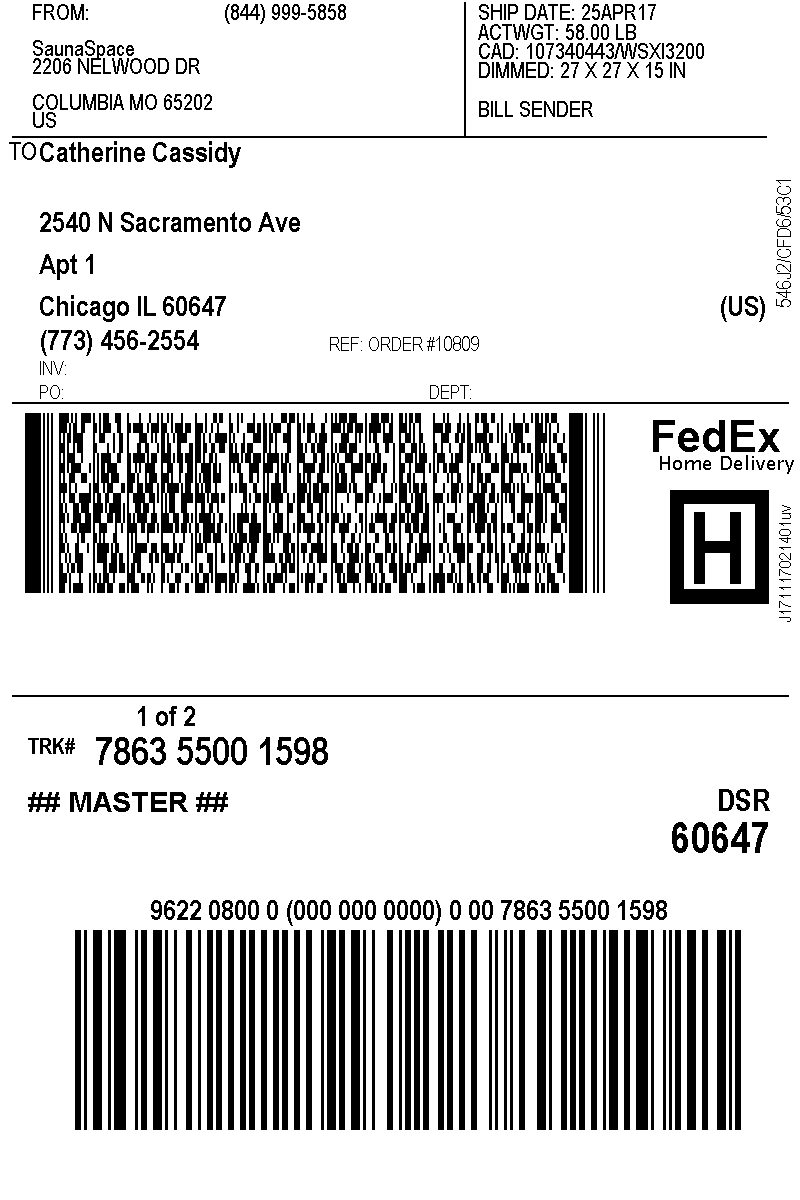 FROM: (844) 999-5858
SaunaSpace
2206 NELWOOD DR
COLUMBIA MO 65202
US
SHIP DATE: 25APR17
ACTWGT: 58.00 LB
CAD: 107340443/WSXI3200
DIMMED: 27 X 27 X 15 IN
BILL SENDER
TO Catherine Cassidy
2540 N Sacramento Ave
Apt 1
Chicago IL 60647 (US)
(773) 456-2554 REF: ORDER #10809
INV:
PO: DEPT:
546J2/CFD6/53C1
FedEx
Home Delivery
H
J171117021401uv
1 of 2
TRK# 7863 5500 1598
## MASTER ## DSR
60647
9622 0800 0 (000 000 0000) 0 00 7863 5500 1598